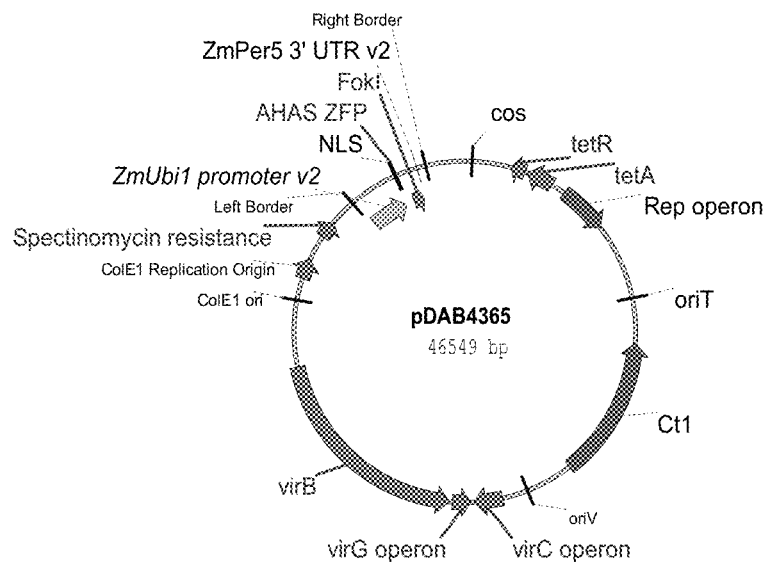 Right Border
ZmPer5 3' UTR v2
FokI
AHAS ZFP
NLS
cos
tetR
tetA
ZmUbi1 promoter v2
Left Border
Rep operon
Spectinomycin resistance
ColE1 Replication Origin
ColE1 ori
oriT
pDAB4365
46549 bp
Ct1
virB
oriV
virG operon
virC operon